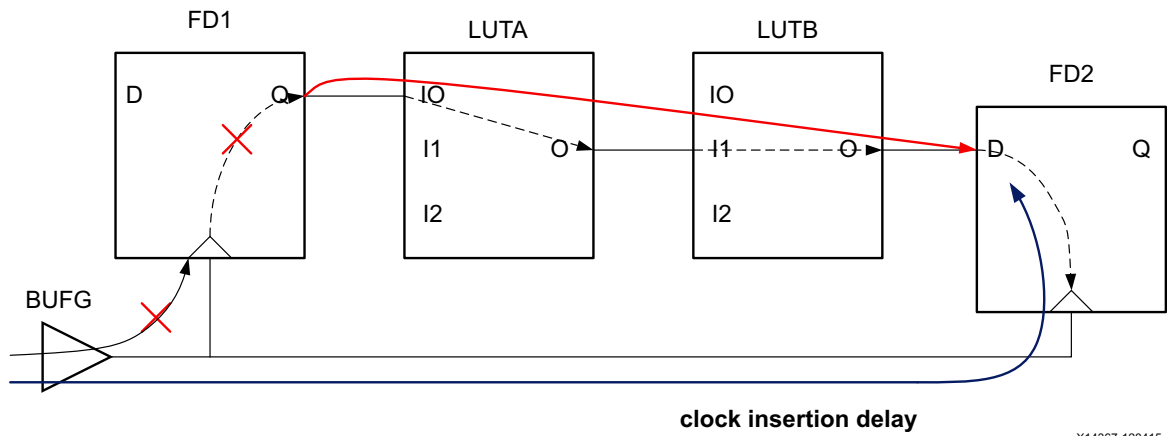 FD1
LUTA
LUTB
FD2
D
Q
IO
I1
O
I2
IO
I1
O
I2
D
Q
BUFG
clock insertion delay